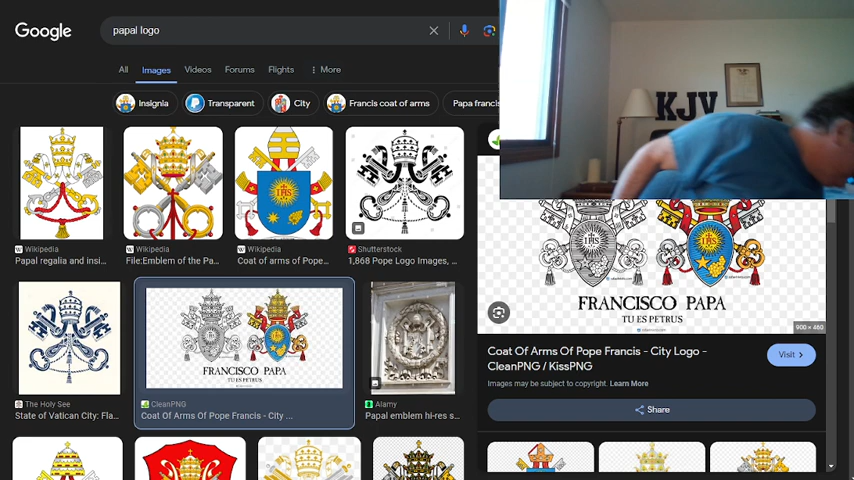 Google
papal logo
All
Images
Videos
Forums
Flights
More
Insignia
Transparent
City
Francis coat of arms
Papa francis
KJV
Wikipedia
Papal regalia and insi...
Wikipedia
File:Emblem of the Pa...
Wikipedia
Coat of arms of Pope...
Shutterstock
1,868 Pope Logo Images, ...
IHS
FRANCISCO PAPA
TU ES PETRUS
900 × 460
The Holy See
State of Vatican City: Fla...
FRANCISCO PAPA
TU ES PETRUS
CleanPNG
Coat Of Arms Of Pope Francis - City ...
Alamy
Papal emblem hi-res s...
Coat Of Arms Of Pope Francis - City Logo -
CleanPNG / KissPNG
Visit
Images may be subject to copyright. Learn More
Share